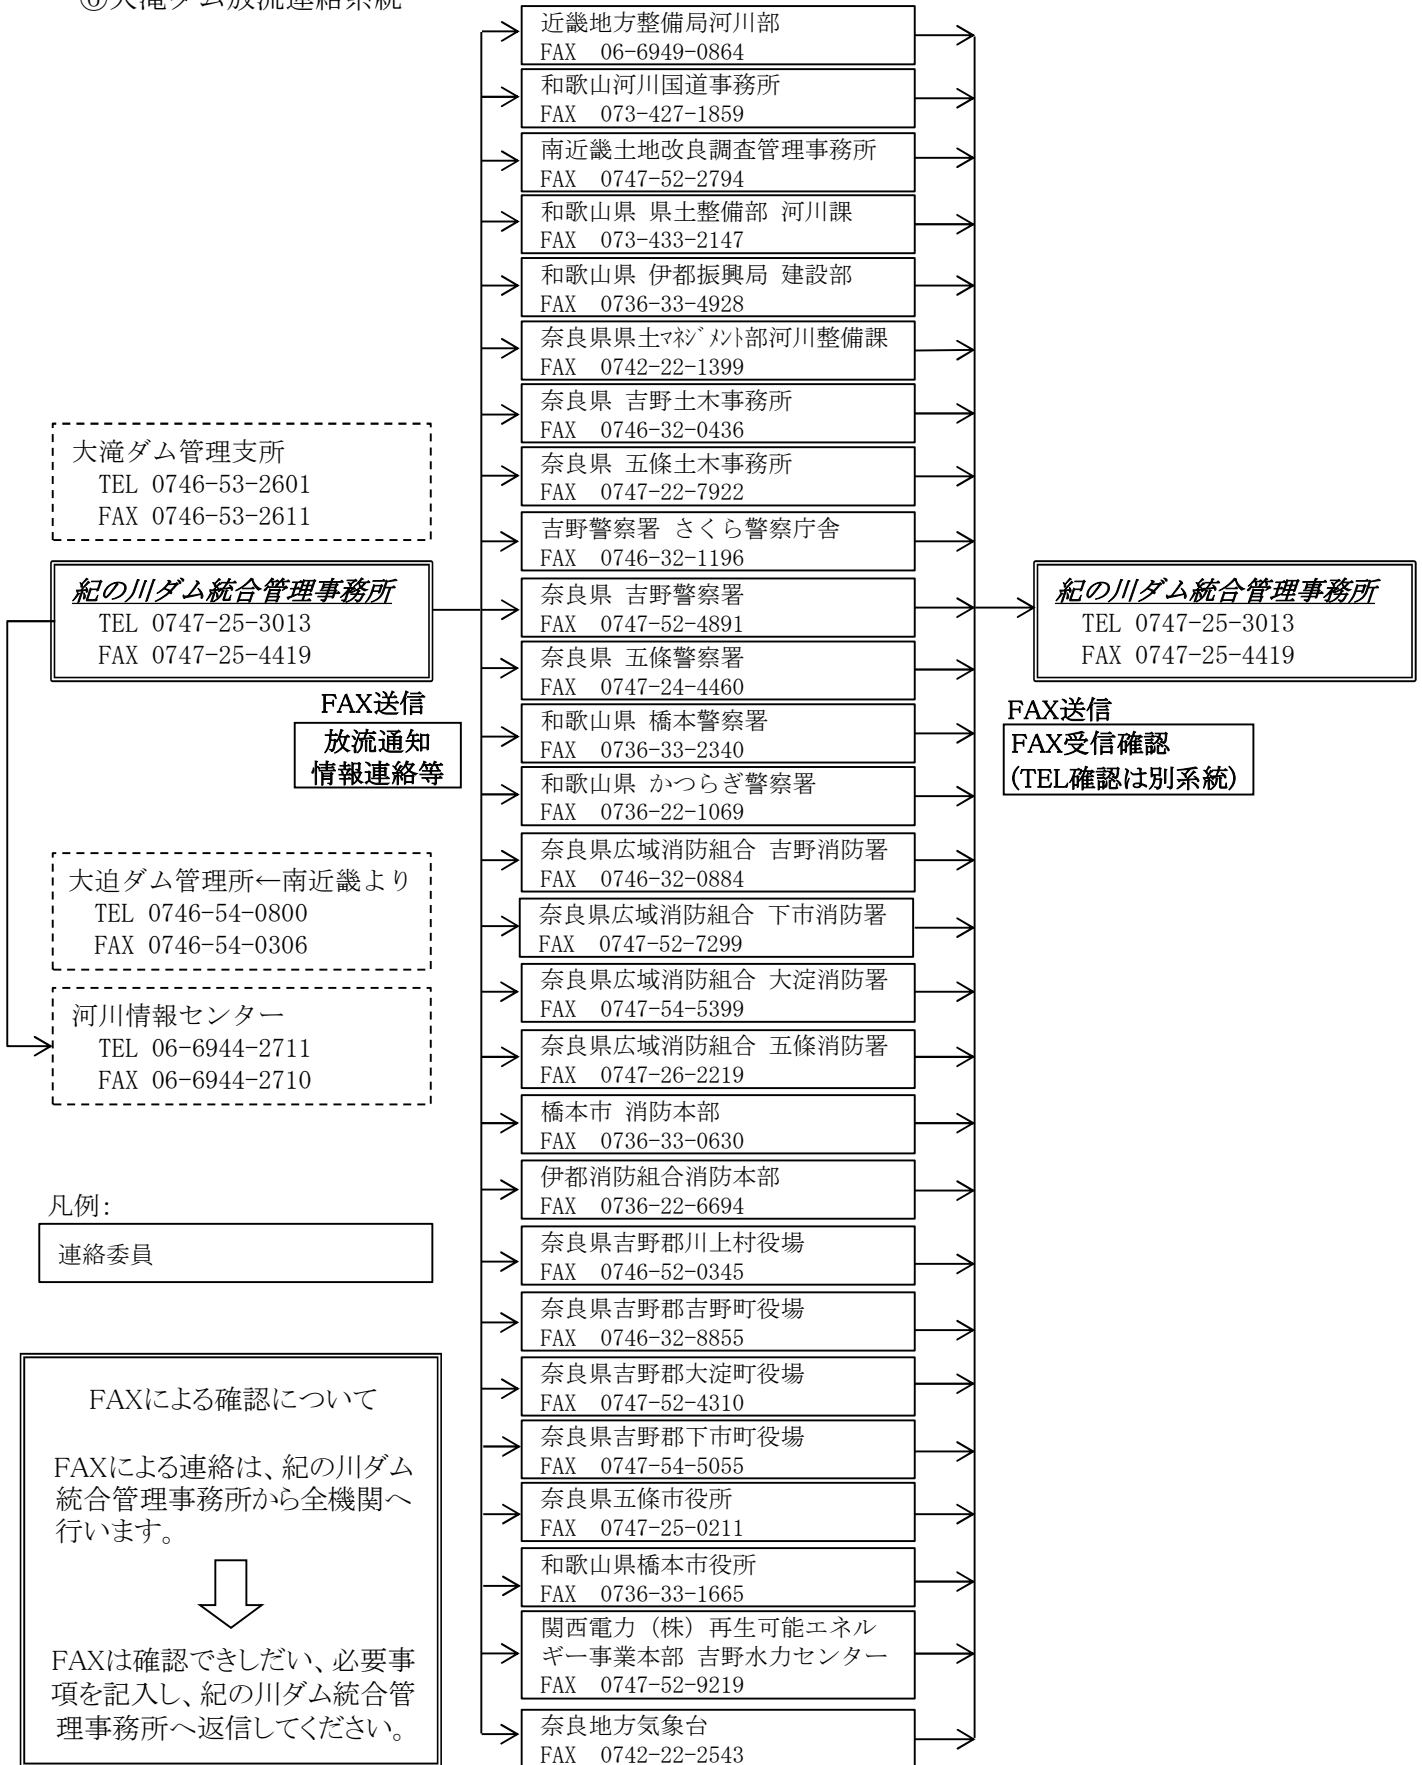 ⑥大滝ダム放流連絡系統
近畿地方整備局河川部
FAX 06-6949-0864
和歌山河川国道事務所
FAX 073-427-1859
南近畿土地改良調査管理事務所
FAX 0747-52-2794
和歌山県 県土整備部 河川課
FAX 073-433-2147
和歌山県 伊都振興局 建設部
FAX 0736-33-4928
奈良県県土ﾏﾈｼﾞﾒﾝﾄ部河川整備課
FAX 0742-22-1399
奈良県 吉野土木事務所
FAX 0746-32-0436
奈良県 五條土木事務所
FAX 0747-22-7922
吉野警察署 さくら警察庁舎
FAX 0746-32-1196
奈良県 吉野警察署
FAX 0747-52-4891
奈良県 五條警察署
FAX 0747-24-4460
和歌山県 橋本警察署
FAX 0736-33-2340
和歌山県 かつらぎ警察署
FAX 0736-22-1069
奈良県広域消防組合 吉野消防署
FAX 0746-32-0884
奈良県広域消防組合 下市消防署
FAX 0747-52-7299
奈良県広域消防組合 大淀消防署
FAX 0747-54-5399
奈良県広域消防組合 五條消防署
FAX 0747-26-2219
橋本市 消防本部
FAX 0736-33-0630
伊都消防組合消防本部
FAX 0736-22-6694
奈良県吉野郡川上村役場
FAX 0746-52-0345
奈良県吉野郡吉野町役場
FAX 0746-32-8855
奈良県吉野郡大淀町役場
FAX 0747-52-4310
奈良県吉野郡下市町役場
FAX 0747-54-5055
奈良県五條市役所
FAX 0747-25-0211
和歌山県橋本市役所
FAX 0736-33-1665
関西電力（株）再生可能エネル
ギー事業本部 吉野水力センター
FAX 0747-52-9219
奈良地方気象台
FAX 0742-22-2543
大滝ダム管理支所
TEL 0746-53-2601
FAX 0746-53-2611
紀の川ダム統合管理事務所
TEL 0747-25-3013
FAX 0747-25-4419
FAX送信
放流通知
情報連絡等
大迫ダム管理所←南近畿より
TEL 0746-54-0800
FAX 0746-54-0306
河川情報センター
TEL 06-6944-2711
FAX 06-6944-2710
凡例：
連絡委員
FAXによる確認について
FAXによる連絡は、紀の川ダム
統合管理事務所から全機関へ
行います。
FAXは確認できしだい、必要事
項を記入し、紀の川ダム統合管
理事務所へ返信してください。
紀の川ダム統合管理事務所
TEL 0747-25-3013
FAX 0747-25-4419
FAX送信
FAX受信確認
（TEL確認は別系統）